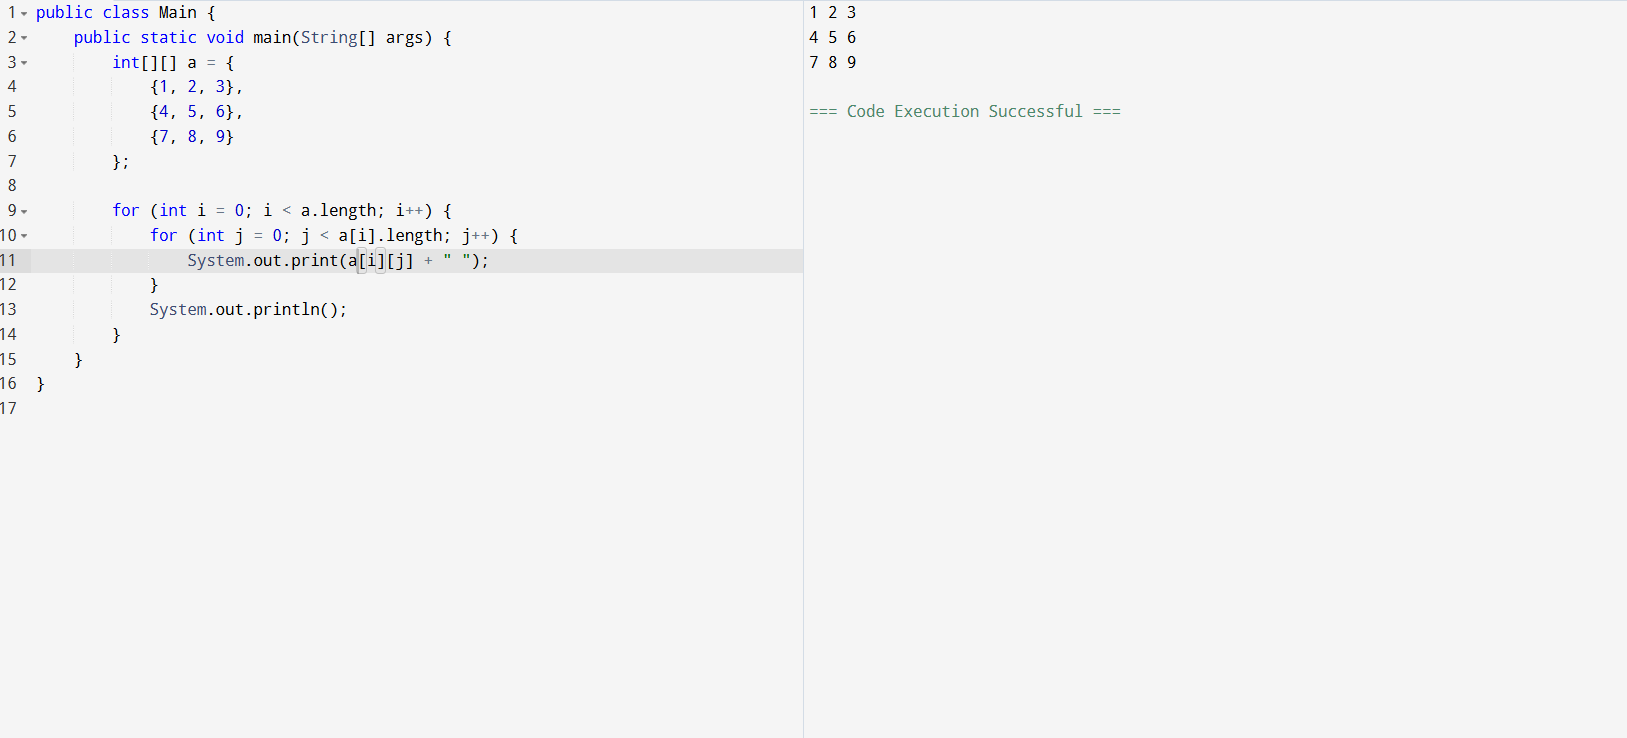 1 public class Main {
2     public static void main(String[] args) {
3         int[][] a = {
4             {1, 2, 3},
5             {4, 5, 6},
6             {7, 8, 9}
7         };
8
9         for (int i = 0; i < a.length; i++) {
10             for (int j = 0; j < a[i].length; j++) {
11                 System.out.print(a[i][j] + " ");
12             }
13             System.out.println();
14         }
15     }
16 }
17
1 2 3
4 5 6
7 8 9
=== Code Execution Successful ===